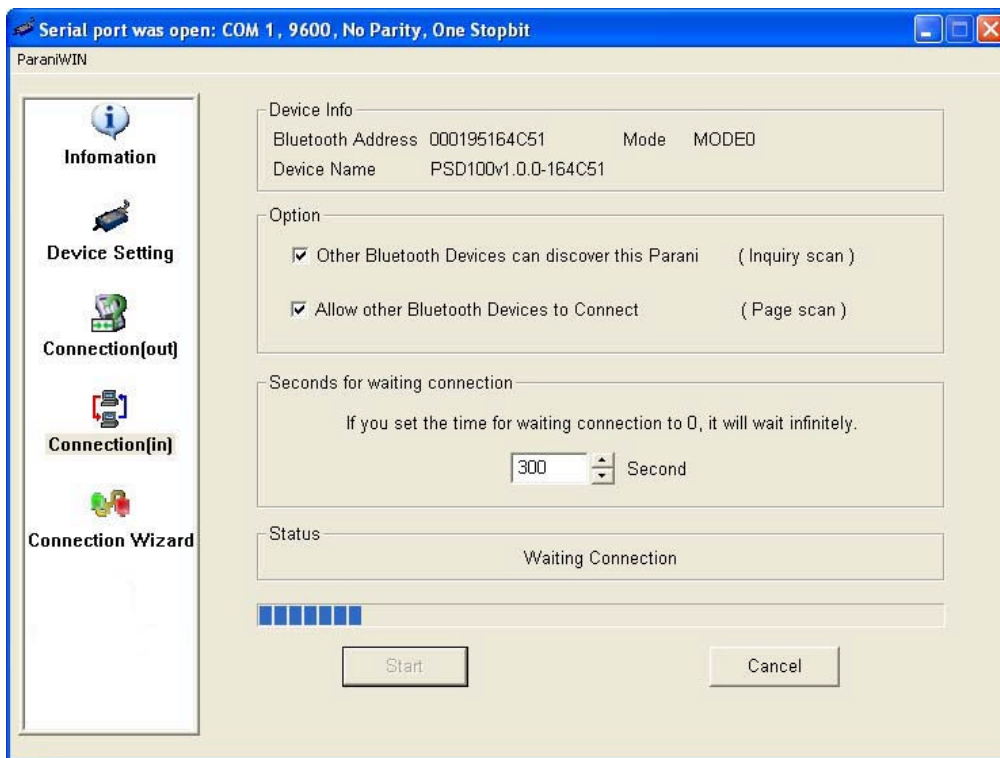 Serial port was open: COM 1, 9600, No Parity, One Stopbit
ParaniWIN
Infomation
Device Setting
Connection(out)
Connection(in)
Connection Wizard
Device Info
Bluetooth Address 000195164C51 Mode MODE0
Device Name PSD100v1.0.0-164C51
Option
Other Bluetooth Devices can discover this Parani ( Inquiry scan )
Allow other Bluetooth Devices to Connect ( Page scan )
Seconds for waiting connection
If you set the time for waiting connection to 0, it will wait infinitely.
300 Second
Status
Waiting Connection
Start Cancel